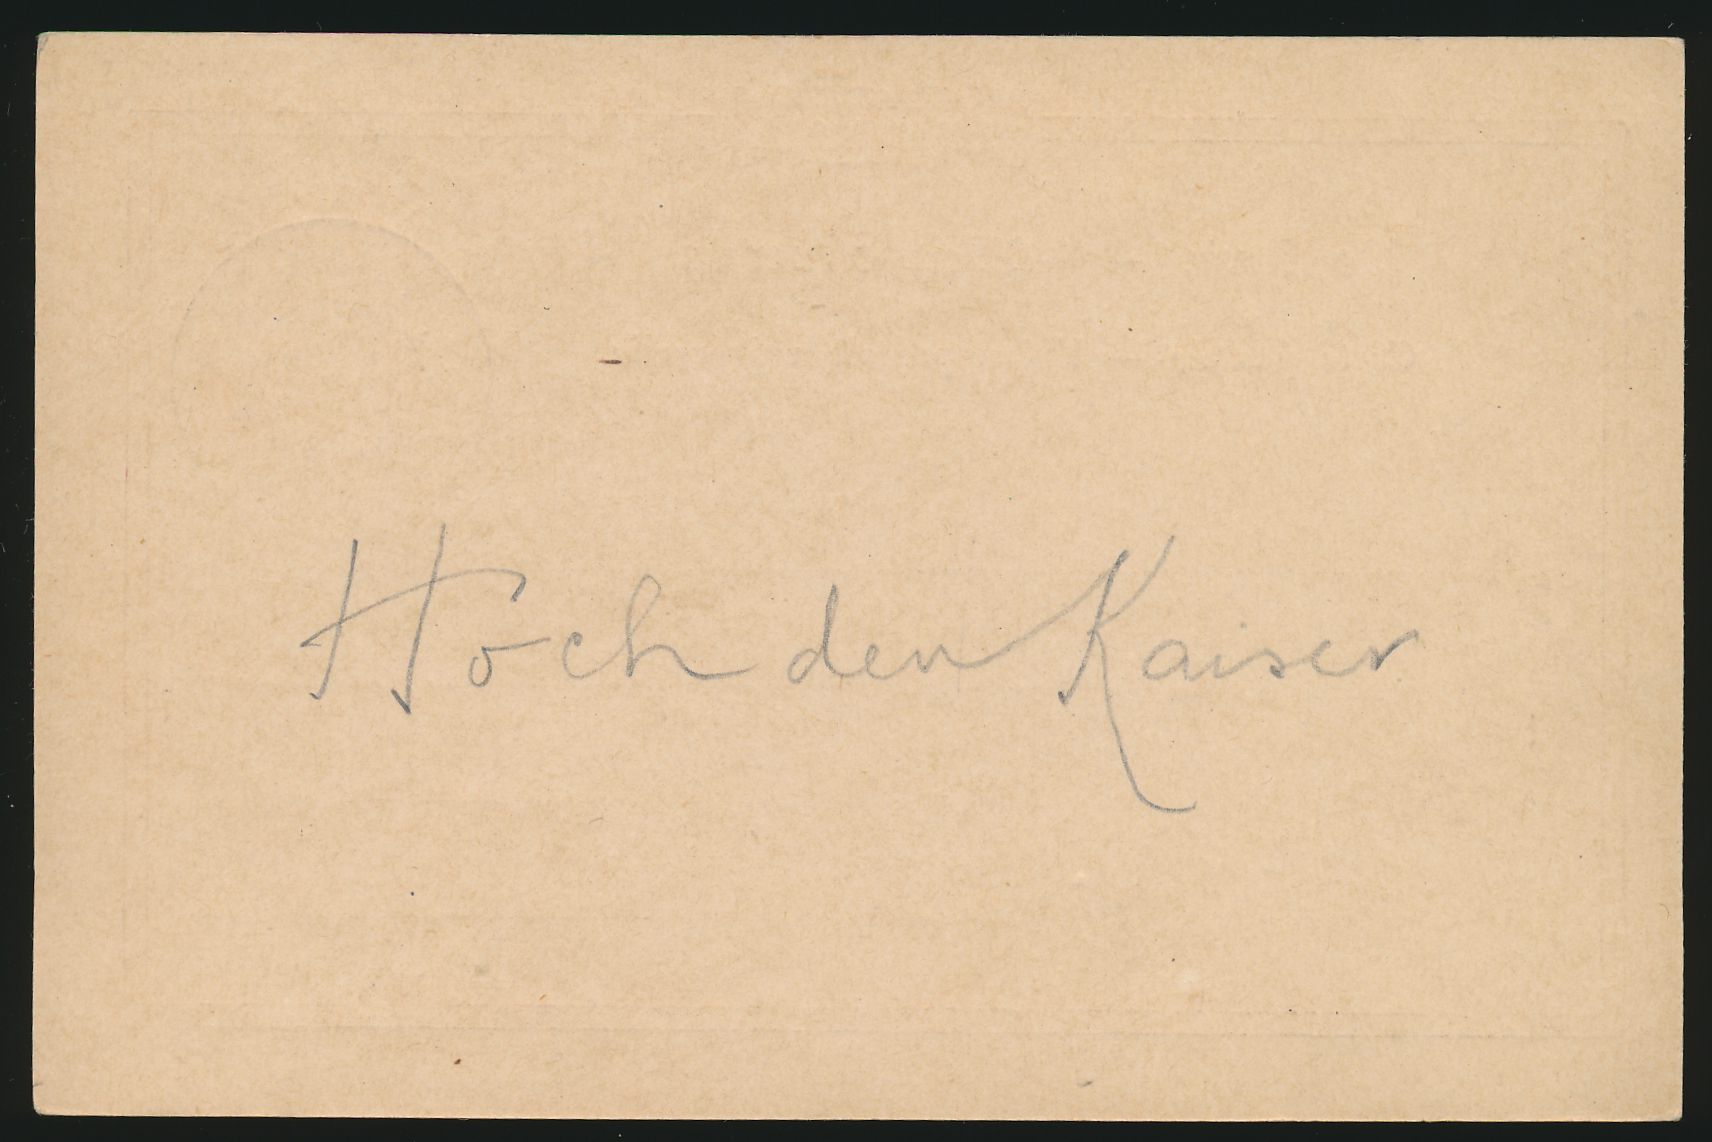 Hoch den Kaiser